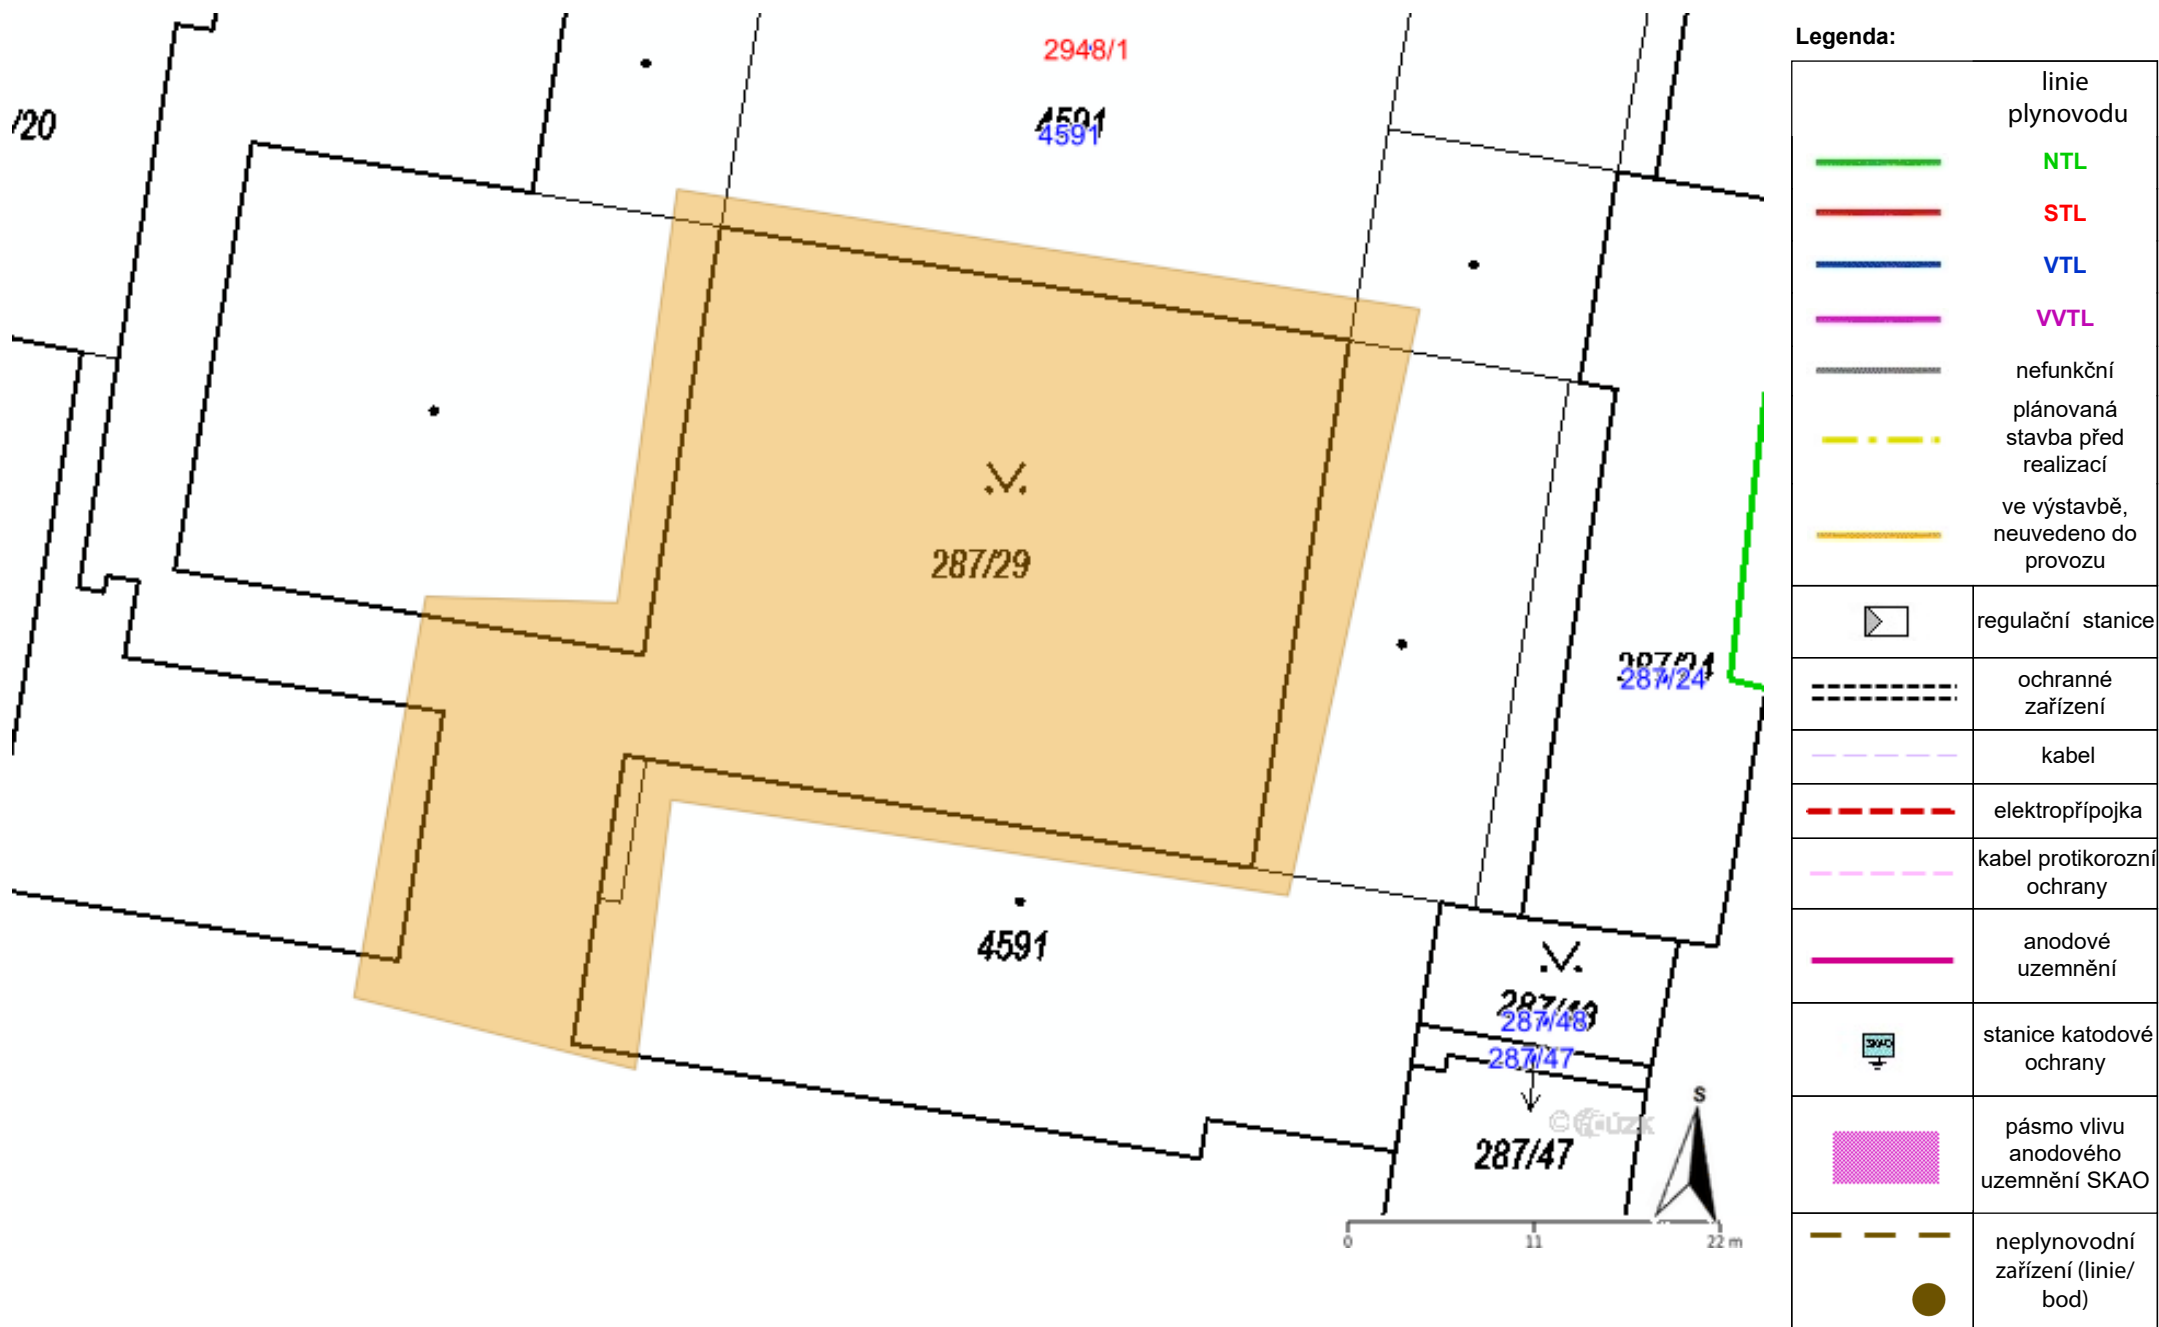 2948/1
/20
4591
4591
287/29
287/24
287/24
4591
287/48
287/47
287/47
S
0 11 22 m
Legenda:
linie
plynovodu
NTL
STL
VTL
VVTL
nefunkční
plánovaná
stavba před
realizací
ve výstavbě,
neuvedeno do
provozu
regulační stanice
ochranné
zařízení
kabel
elektropřípojka
kabel protikorozní
ochrany
anodové
uzemnění
SKAO
stanice katodové
ochrany
pásmo vlivu
anodového
uzemnění SKAO
neplynovodní
zařízení (linie/
bod)